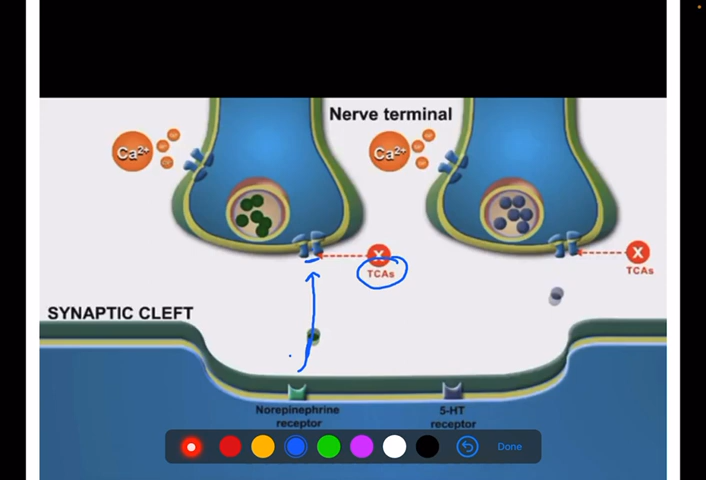 Nerve terminal
Ca2+
Ca2+
X
TCAs
X
TCAs
SYNAPTIC CLEFT
Norepinephrine
receptor
5-HT
receptor
Done